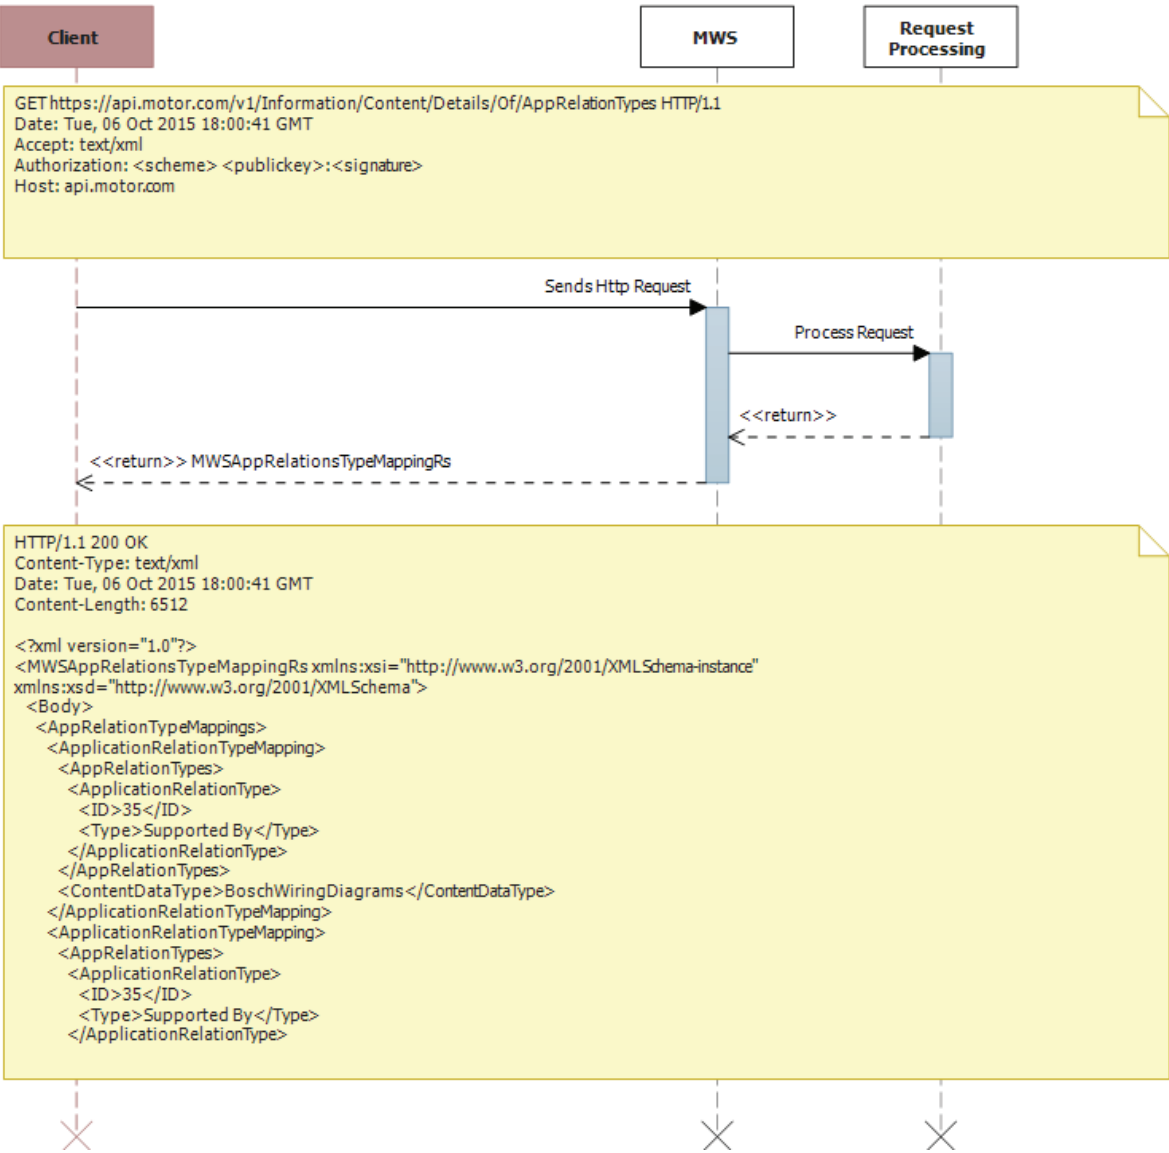 Client
MWS
Request
Processing
GET https://api.motor.com/v1/Information/Content/Details/Of/AppRelationTypes HTTP/1.1
Date: Tue, 06 Oct 2015 18:00:41 GMT
Accept: text/xml
Authorization: <scheme> <publickey>:<signature>
Host: api.motor.com
Sends Http Request
Process Request
<<return>>
<<return>> MWSAppRelationsTypeMappingRs
HTTP/1.1 200 OK
Content-Type: text/xml
Date: Tue, 06 Oct 2015 18:00:41 GMT
Content-Length: 6512
<?xml version="1.0"?>
<MWSAppRelationsTypeMappingRs xmlns:xsi="http://www.w3.org/2001/XMLSchema-instance"
xmlns:xsd="http://www.w3.org/2001/XMLSchema">
<Body>
<AppRelationTypeMappings>
<ApplicationRelationTypeMapping>
<AppRelationTypes>
<ApplicationRelationType>
<ID>35</ID>
<Type>Supported By</Type>
</ApplicationRelationType>
</AppRelationTypes>
<ContentDataType>BoschWiringDiagrams</ContentDataType>
</ApplicationRelationTypeMapping>
<ApplicationRelationTypeMapping>
<AppRelationTypes>
<ApplicationRelationType>
<ID>35</ID>
<Type>Supported By</Type>
</ApplicationRelationType>